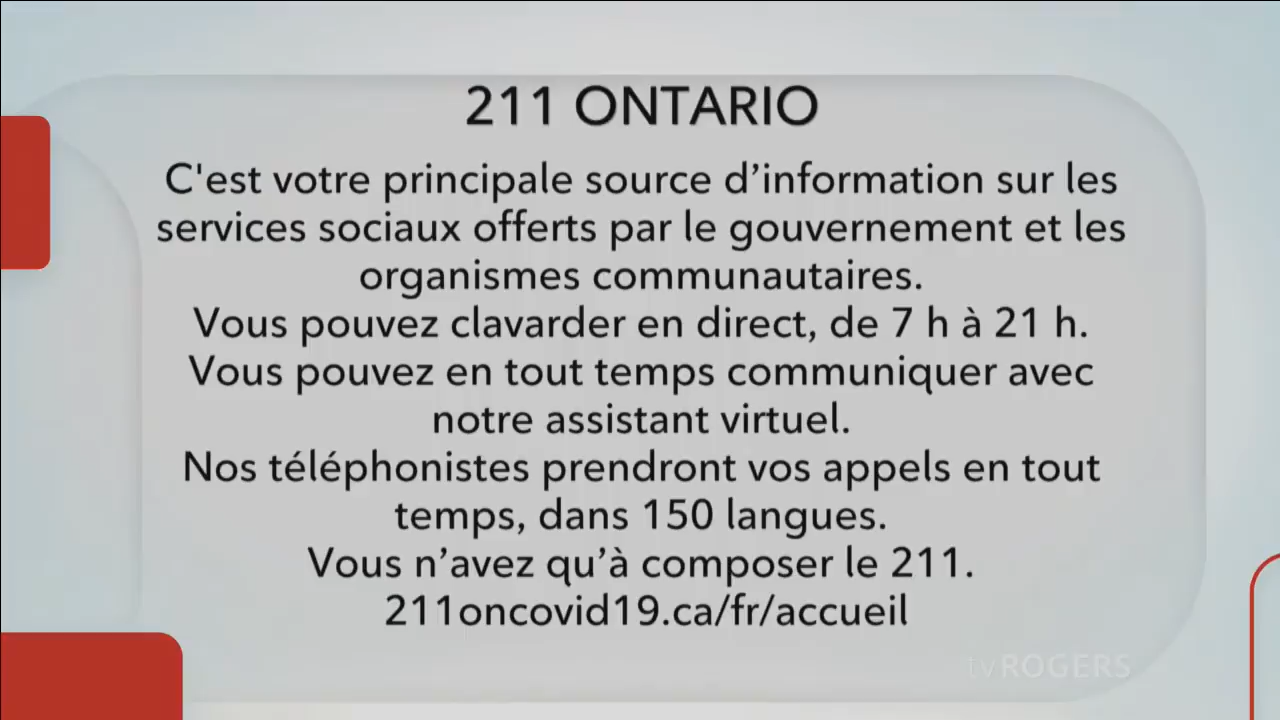 211 ONTARIO
C'est votre principale source d’information sur les
services sociaux offerts par le gouvernement et les
organismes communautaires.
Vous pouvez clavarder en direct, de 7 h à 21 h.
Vous pouvez en tout temps communiquer avec
notre assistant virtuel.
Nos téléphonistes prendront vos appels en tout
temps, dans 150 langues.
Vous n’avez qu’à composer le 211.
211oncovid19.ca/fr/accueil
tvROGERS